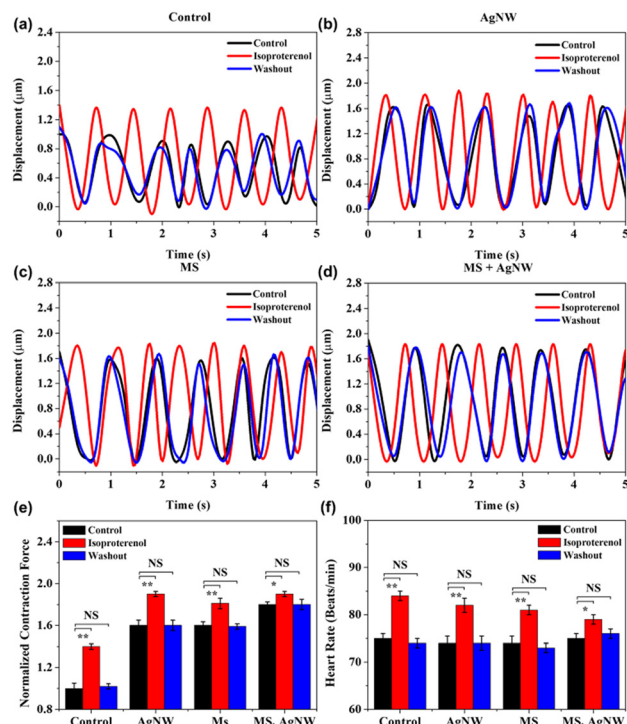 (a) Control
2.4
2.0
1.6
1.2
0.8
0.4
0.0
Displacement (μm)
Control
Isoproterenol
Washout
0 1 2 3 4 5
Time (s)
(b) AgNW
2.8
2.4
2.0
1.6
1.2
0.8
0.4
0.0
Displacement (μm)
Control
Isoproterenol
Washout
0 1 2 3 4 5
Time (s)
(c) MS
2.8
2.4
2.0
1.6
1.2
0.8
0.4
0.0
Displacement (μm)
Control
Isoproterenol
Washout
0 1 2 3 4 5
Time (s)
(d) MS + AgNW
2.8
2.4
2.0
1.6
1.2
0.8
0.4
0.0
Displacement (μm)
Control
Isoproterenol
Washout
0 1 2 3 4 5
Time (s)
(e)
2.6
2.2
1.8
1.4
1.0
Normalized Contraction Force
Control
Isoproterenol
Washout
NS NS NS NS
** ** ** *
Control AgNW Ms MS, AgNW
(f)
100
90
80
70
60
Heart Rate (Beats/min)
Control
Isoproterenol
Washout
NS NS NS NS
** ** ** *
Control AgNW MS MS, AgNW